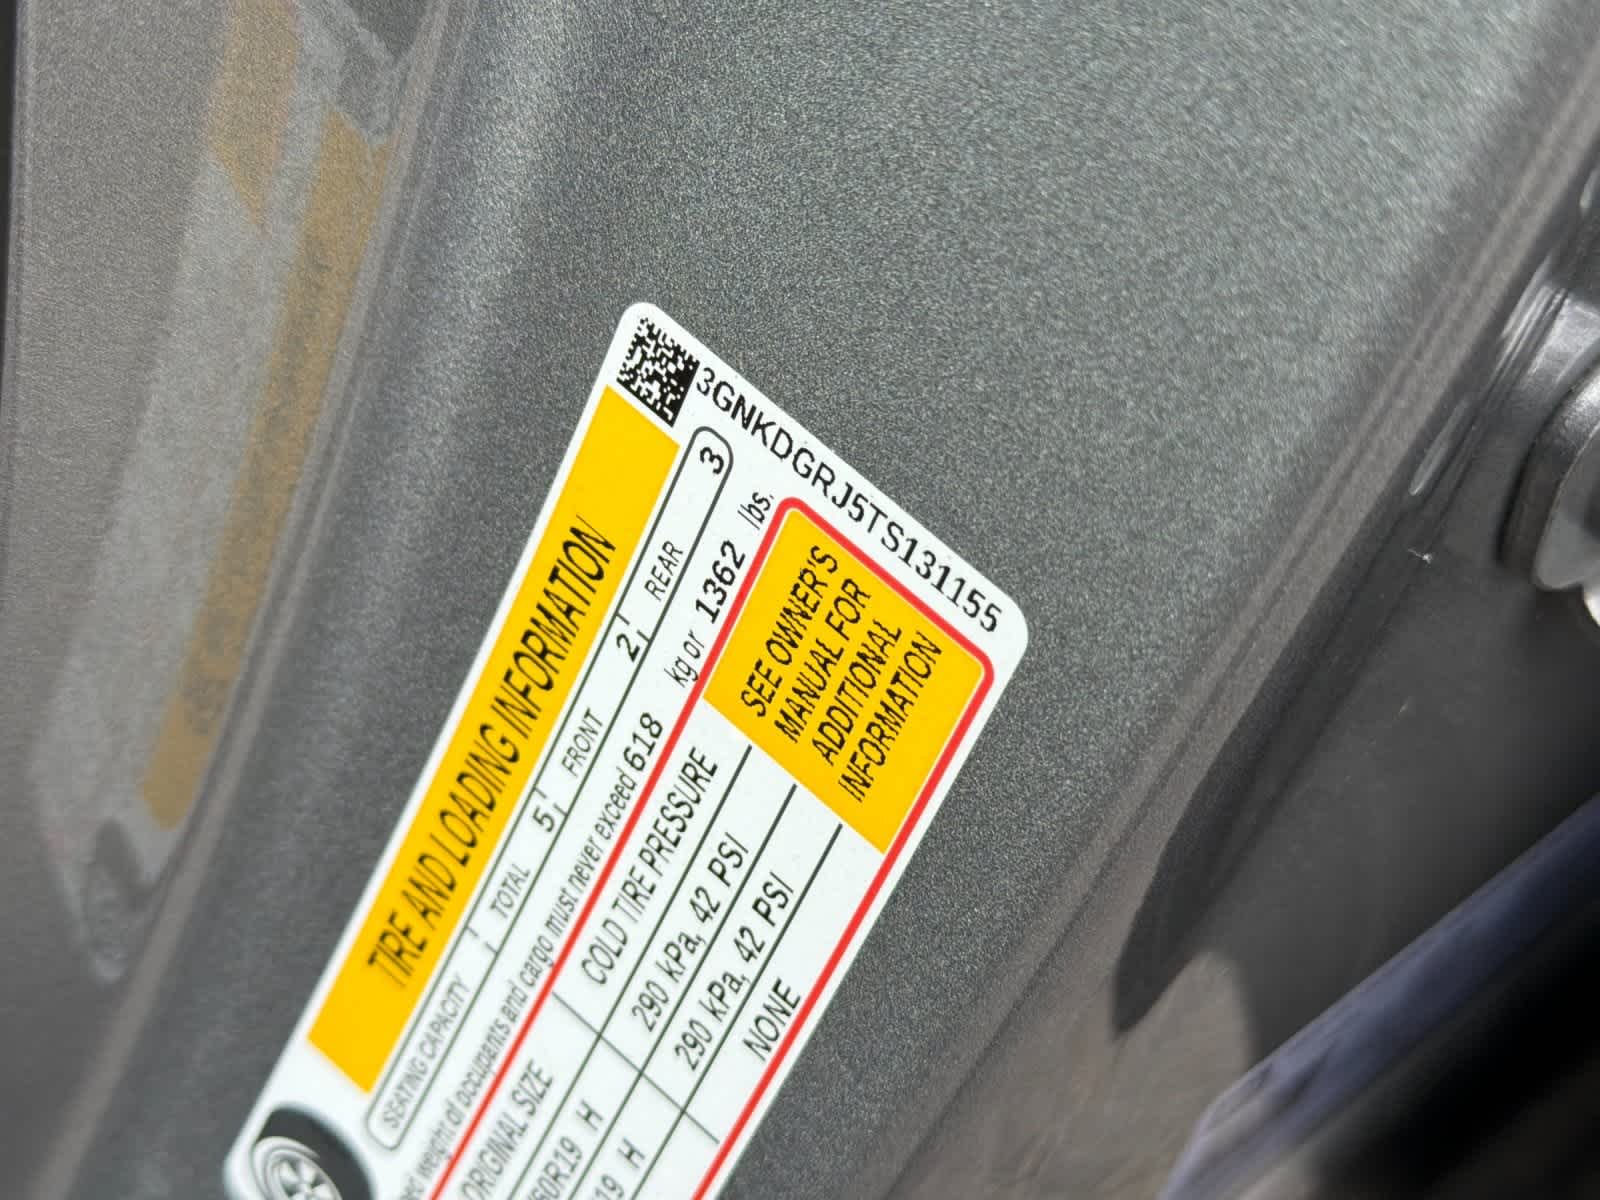 3GNKDGRJ5TS131155
TIRE AND LOADING INFORMATION
SEATING CAPACITY TOTAL 5 FRONT 2 REAR 3
weight of occupants and cargo must never exceed 618 kg or 1362 lbs.
ORIGINAL SIZE COLD TIRE PRESSURE
60R19 H 290 kPa, 42 PSI
19 H 290 kPa, 42 PSI
NONE
SEE OWNER'S
MANUAL FOR
ADDITIONAL
INFORMATION